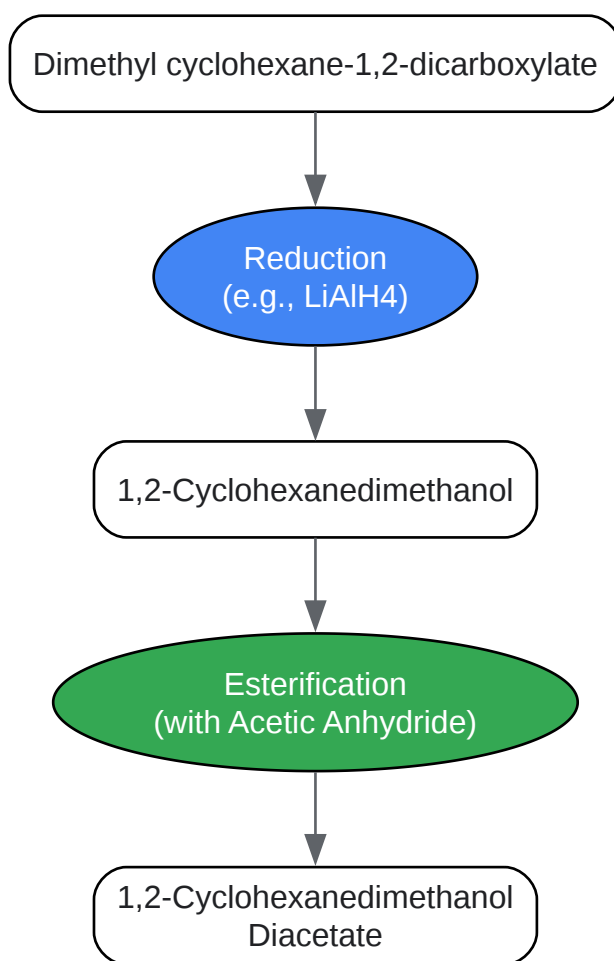 Dimethyl cyclohexane-1,2-dicarboxylate
Reduction
(e.g., LiAlH4)
1,2-Cyclohexanedimethanol
Esterification
(with Acetic Anhydride)
1,2-Cyclohexanedimethanol
Diacetate